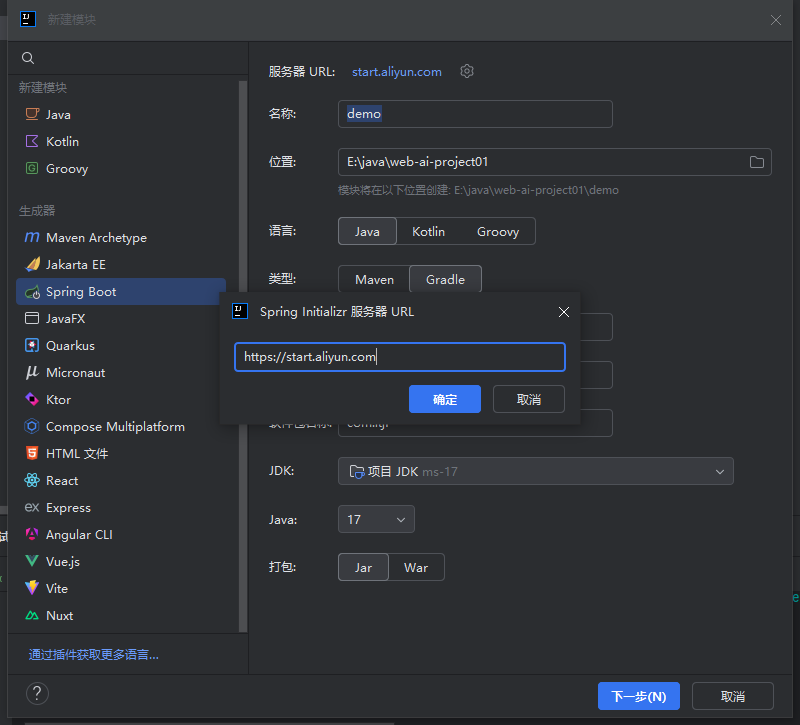 新建模块
新建模块
Java
Kotlin
Groovy
生成器
Maven Archetype
Jakarta EE
Spring Boot
JavaFX
Quarkus
Micronaut
Ktor
Compose Multiplatform
HTML 文件
React
Express
Angular CLI
Vue.js
Vite
Nuxt
通过插件获取更多语言...
服务器 URL: start.aliyun.com
名称: demo
位置: E:\java\web-ai-project01
模块将在以下位置创建: E:\java\web-ai-project01\demo
语言: Java Kotlin Groovy
类型: Maven Gradle
Spring Initializr 服务器 URL
https://start.aliyun.com
确定 取消
JDK: 项目 JDK ms-17
Java: 17
打包: Jar War
? 下一步(N) 取消